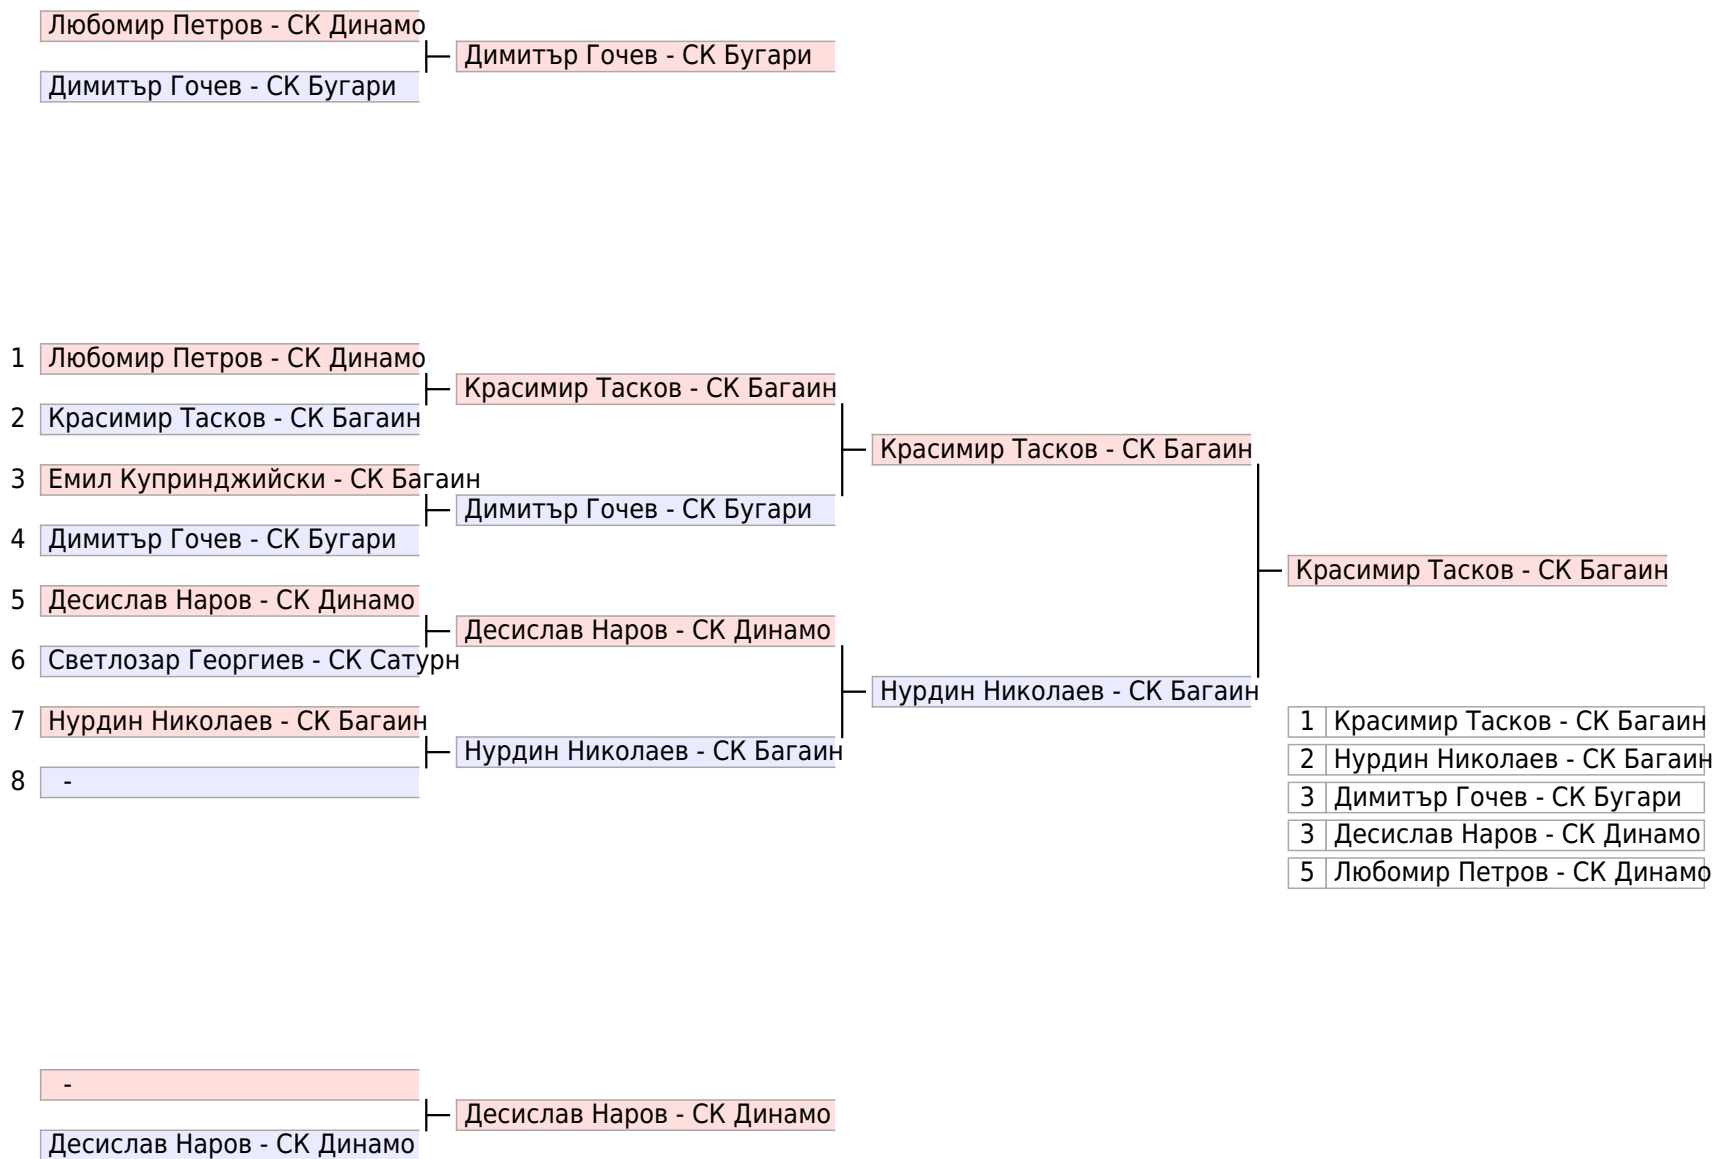 Любомир Петров - СК Динамо
Димитър Гочев - СК Бугари
Димитър Гочев - СК Бугари
1 Любомир Петров - СК Динамо
Красимир Тасков - СК Багаин
2 Красимир Тасков - СК Багаин
Красимир Тасков - СК Багаин
3 Емил Купринджийски - СК Багаин
Димитър Гочев - СК Бугари
4 Димитър Гочев - СК Бугари
Красимир Тасков - СК Багаин
5 Десислав Наров - СК Динамо
Десислав Наров - СК Динамо
6 Светлозар Георгиев - СК Сатурн
Нурдин Николаев - СК Багаин
7 Нурдин Николаев - СК Багаин
Нурдин Николаев - СК Багаин
8 -
1 Красимир Тасков - СК Багаин
2 Нурдин Николаев - СК Багаин
3 Димитър Гочев - СК Бугари
3 Десислав Наров - СК Динамо
5 Любомир Петров - СК Динамо
-
Десислав Наров - СК Динамо
Десислав Наров - СК Динамо